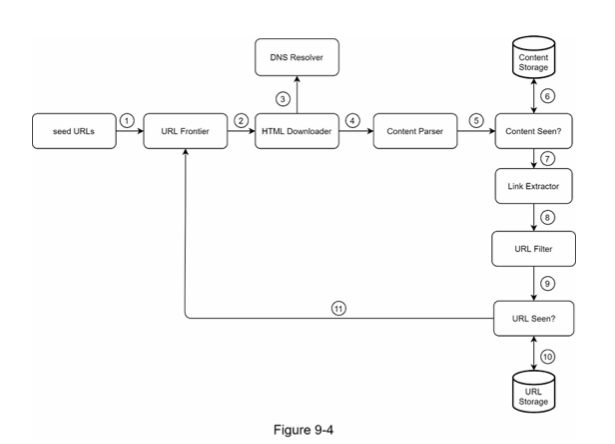 DNS Resolver
Content
Storage
3
6
1
2
4
5
seed URLs
URL Frontier
HTML Downloader
Content Parser
Content Seen?
7
Link Extractor
8
URL Filter
9
11
URL Seen?
10
URL
Storage
Figure 9-4